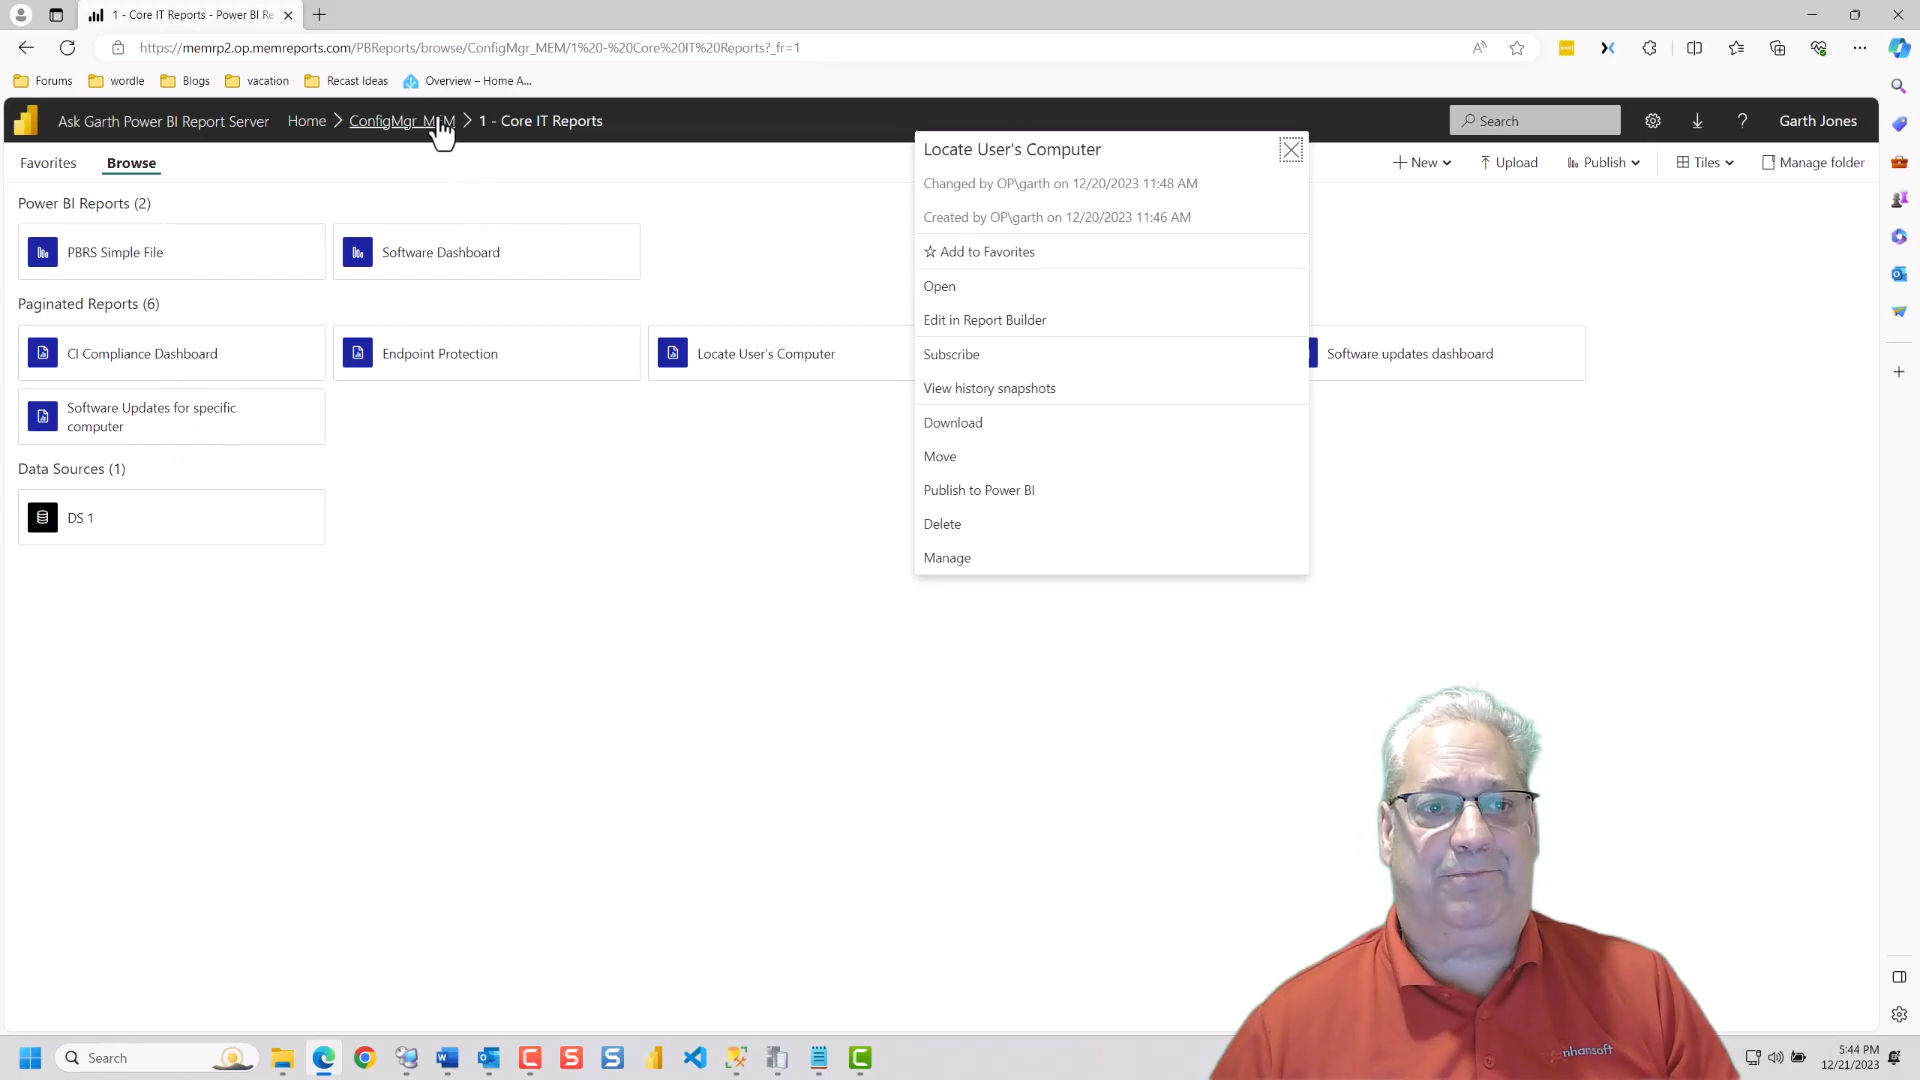 1 - Core IT Reports - Power BI Re
https://memrp2.op.memreports.com/PBReports/browse/ConfigMgr_MEM/1%20-%20Core%20IT%20Reports?_fr=1
Forums
wordle
Blogs
vacation
Recast Ideas
Overview – Home A...
Ask Garth Power BI Report Server
Home > ConfigMgr_MEM > 1 - Core IT Reports
Search
?
Garth Jones
Favorites
Browse
New
Upload
Publish
Tiles
Manage folder
Power BI Reports (2)
PBRS Simple File
Software Dashboard
Paginated Reports (6)
CI Compliance Dashboard
Endpoint Protection
Locate User's Computer
Software updates dashboard
Software Updates for specific
computer
Data Sources (1)
DS 1
Locate User's Computer
Changed by OP\garth on 12/20/2023 11:48 AM
Created by OP\garth on 12/20/2023 11:46 AM
Add to Favorites
Open
Edit in Report Builder
Subscribe
View history snapshots
Download
Move
Publish to Power BI
Delete
Manage
nhansoft
Search
5:44 PM
12/21/2023